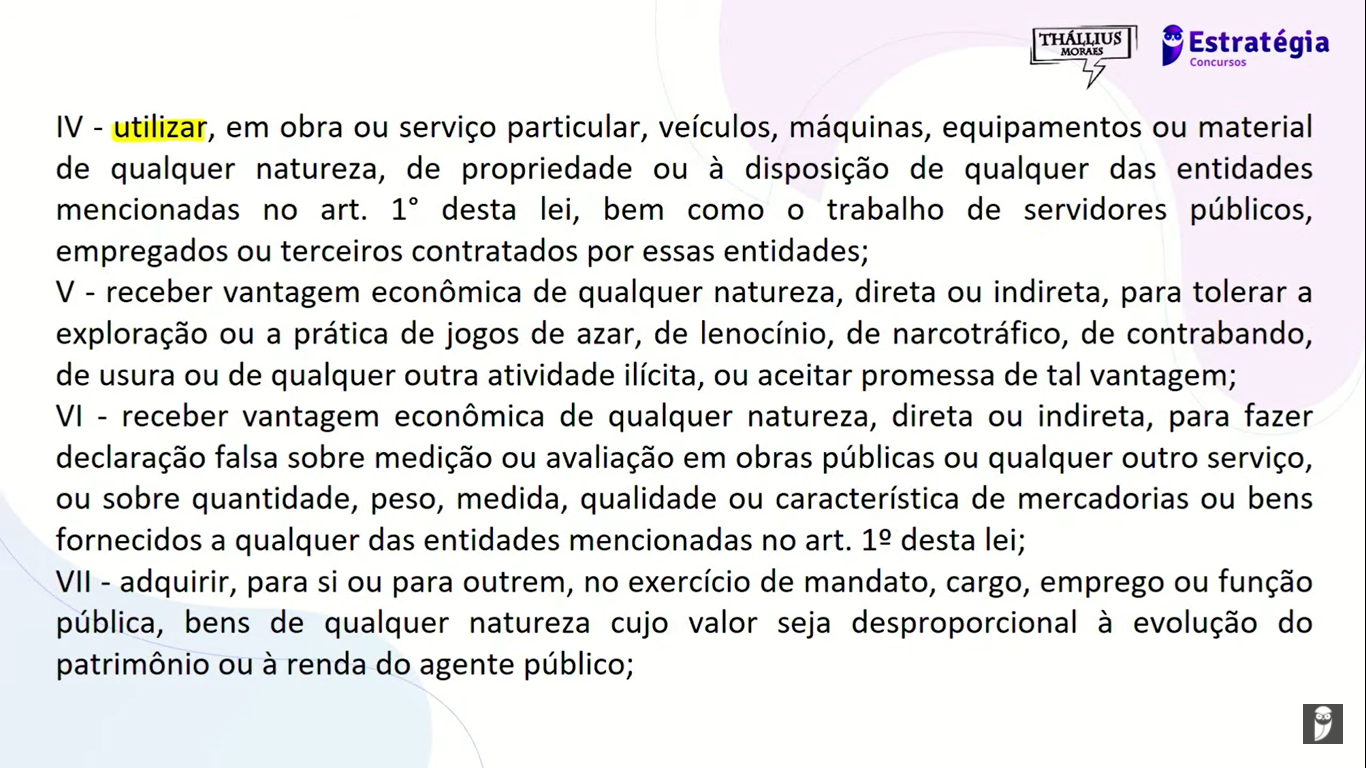 THÁLLIUS
MORAES
Estratégia
Concursos
IV - utilizar, em obra ou serviço particular, veículos, máquinas, equipamentos ou material
de qualquer natureza, de propriedade ou à disposição de qualquer das entidades
mencionadas no art. 1° desta lei, bem como o trabalho de servidores públicos,
empregados ou terceiros contratados por essas entidades;
V - receber vantagem econômica de qualquer natureza, direta ou indireta, para tolerar a
exploração ou a prática de jogos de azar, de lenocínio, de narcotráfico, de contrabando,
de usura ou de qualquer outra atividade ilícita, ou aceitar promessa de tal vantagem;
VI - receber vantagem econômica de qualquer natureza, direta ou indireta, para fazer
declaração falsa sobre medição ou avaliação em obras públicas ou qualquer outro serviço,
ou sobre quantidade, peso, medida, qualidade ou característica de mercadorias ou bens
fornecidos a qualquer das entidades mencionadas no art. 1º desta lei;
VII - adquirir, para si ou para outrem, no exercício de mandato, cargo, emprego ou função
pública, bens de qualquer natureza cujo valor seja desproporcional à evolução do
patrimônio ou à renda do agente público;